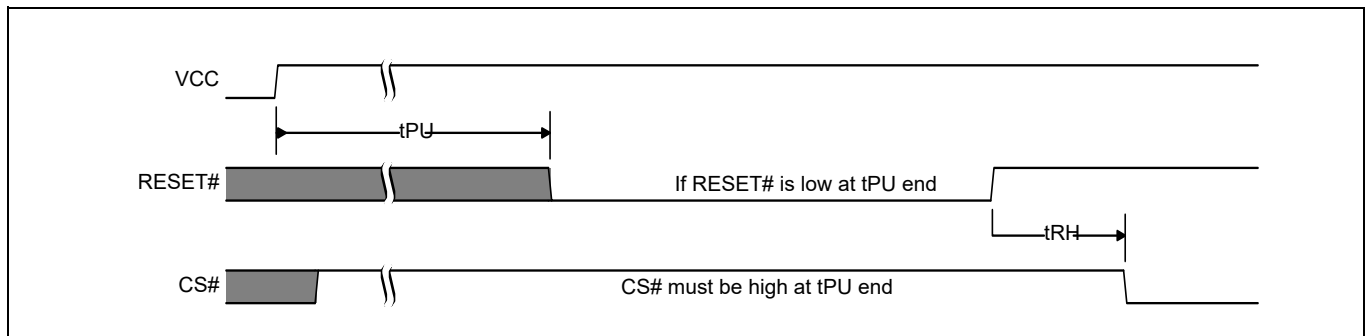 VCC
tPU
RESET#
If RESET# is low at tPU end
tRH
CS#
CS# must be high at tPU end